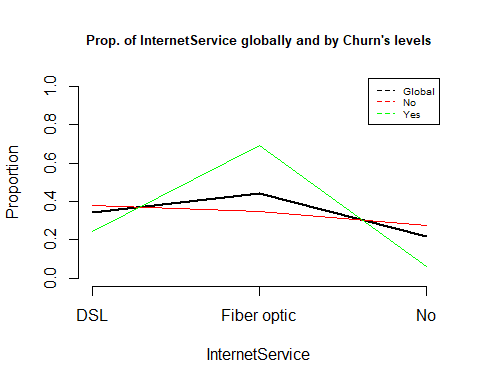 Prop. of InternetService globally and by Churn's levels
Global
No
Yes
Proportion
1.0
0.8
0.6
0.4
0.2
0.0
DSL
Fiber optic
No
InternetService